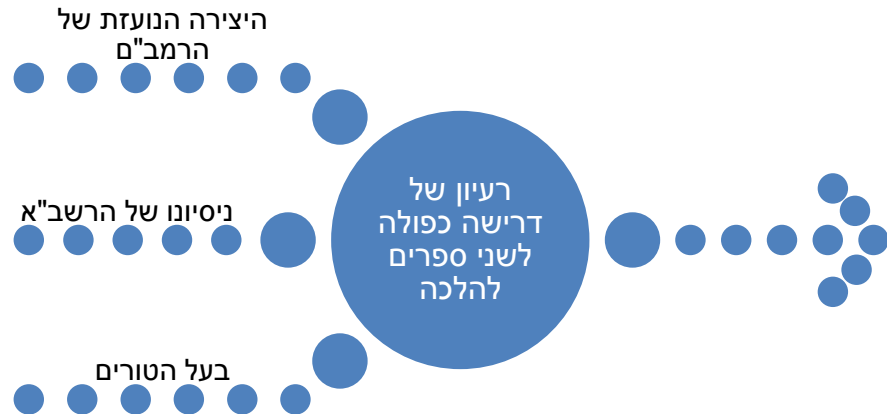 היצירה הנועזת של
הרמב"ם
ניסיונו של הרשב"א
בעל הטורים
רעיון של
דרישה כפולה
לשני ספרים
להלכה